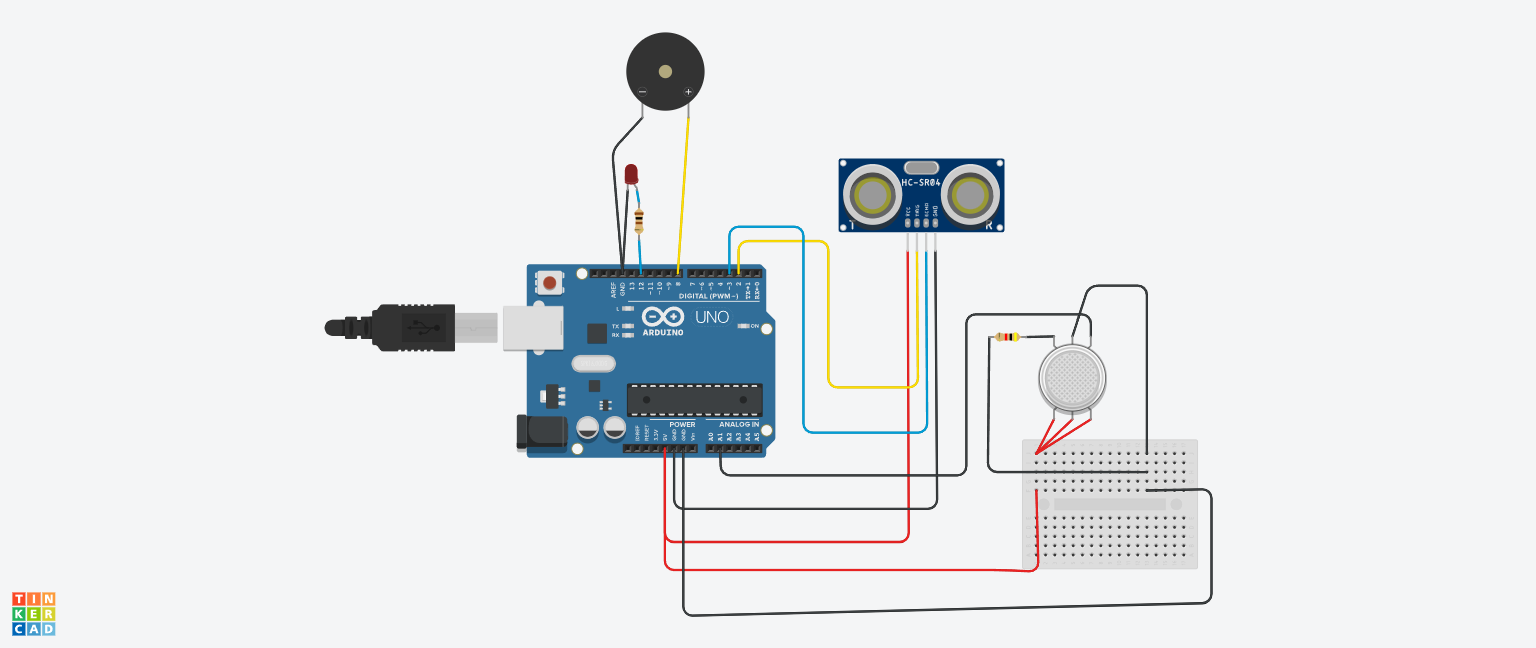 HC-SR04
VCC
TRIG
ECHO
GND
T
R
AREF
GND
13
12
~11
~10
~9
8
7
~6
~5
4
~3
2
TX→1
RX←0
DIGITAL (PWM~)
L
TX
RX
ARDUINO
UNO
ON
POWER
ANALOG IN
IOREF
RESET
3.3V
5V
GND
GND
Vin
A0
A1
A2
A3
A4
A5
TIN
KER
CAD